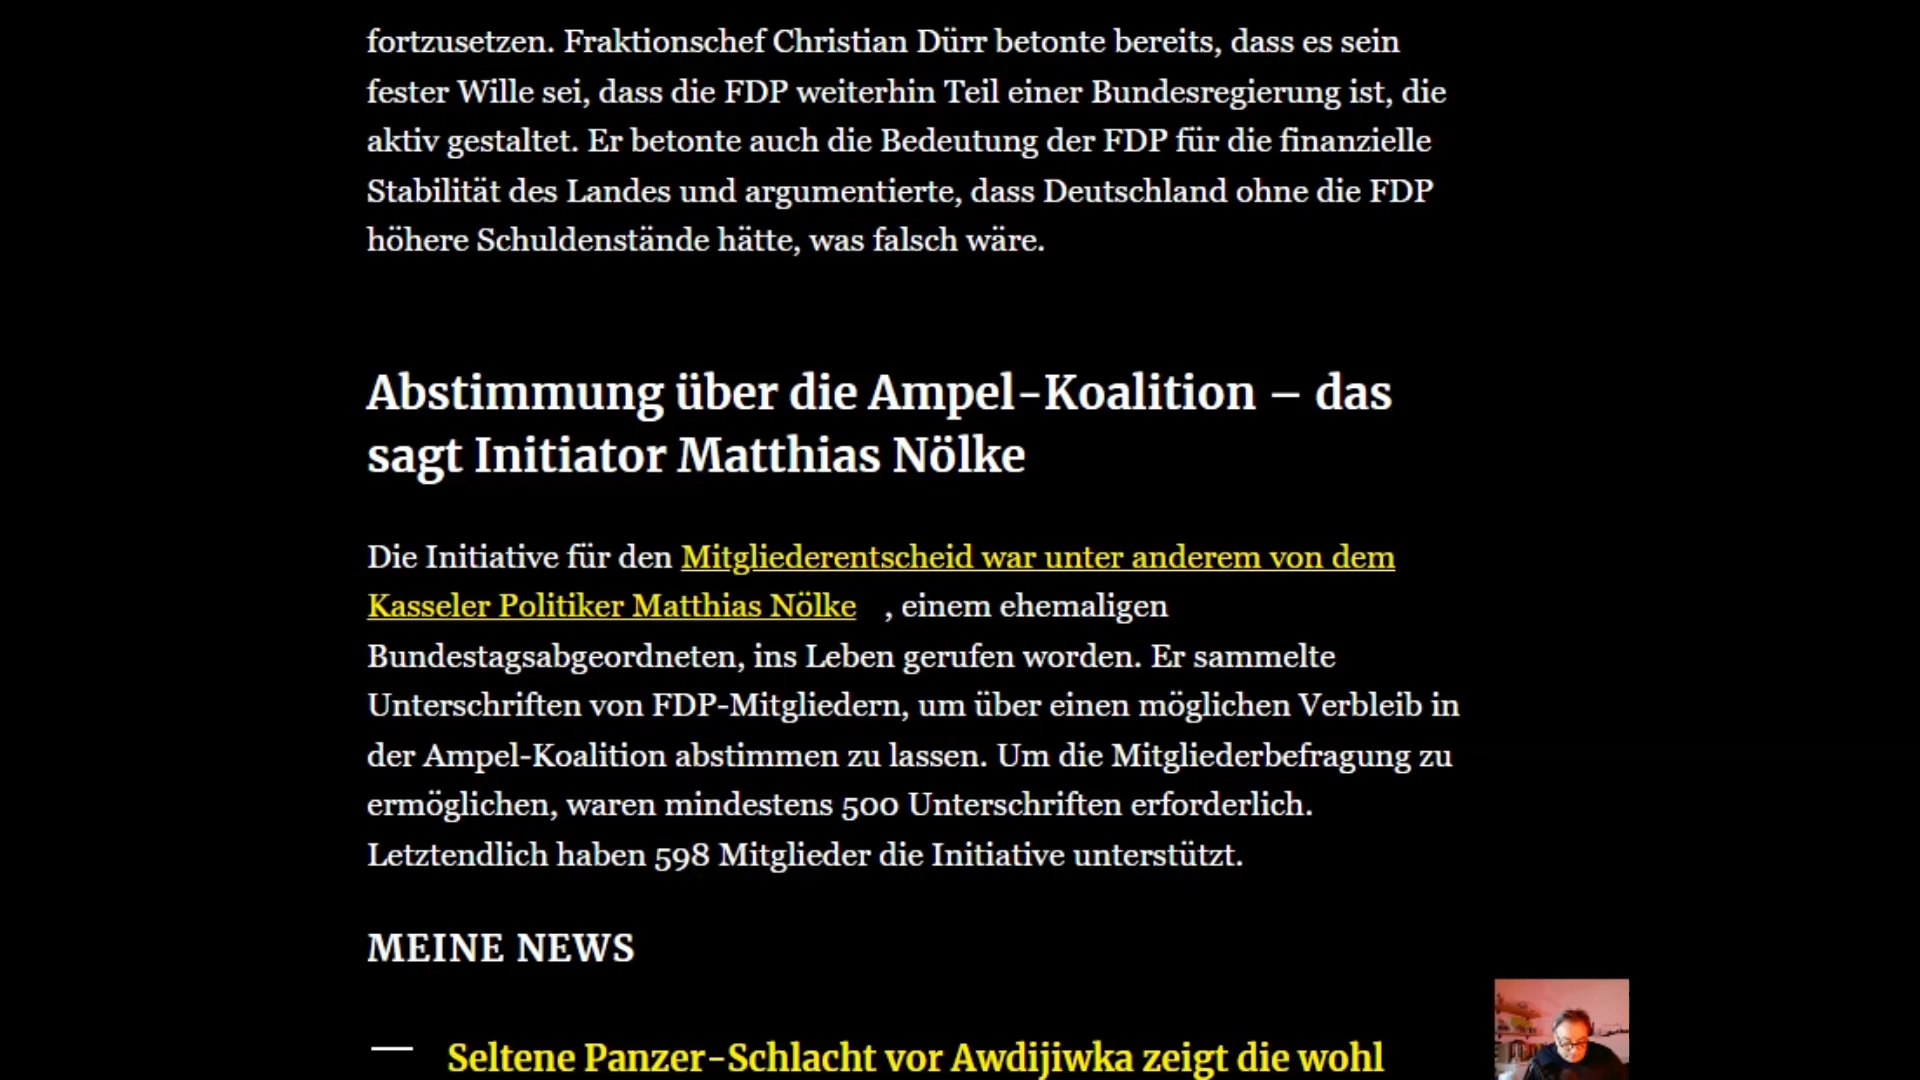 fortzusetzen. Fraktionschef Christian Dürr betonte bereits, dass es sein
fester Wille sei, dass die FDP weiterhin Teil einer Bundesregierung ist, die
aktiv gestaltet. Er betonte auch die Bedeutung der FDP für die finanzielle
Stabilität des Landes und argumentierte, dass Deutschland ohne die FDP
höhere Schuldenstände hätte, was falsch wäre.
Abstimmung über die Ampel-Koalition – das
sagt Initiator Matthias Nölke
Die Initiative für den Mitgliederentscheid war unter anderem von dem
Kasseler Politiker Matthias Nölke , einem ehemaligen
Bundestagsabgeordneten, ins Leben gerufen worden. Er sammelte
Unterschriften von FDP-Mitgliedern, um über einen möglichen Verbleib in
der Ampel-Koalition abstimmen zu lassen. Um die Mitgliederbefragung zu
ermöglichen, waren mindestens 500 Unterschriften erforderlich.
Letztendlich haben 598 Mitglieder die Initiative unterstützt.
MEINE NEWS
— Seltene Panzer-Schlacht vor Awdijiwka zeigt die wohl